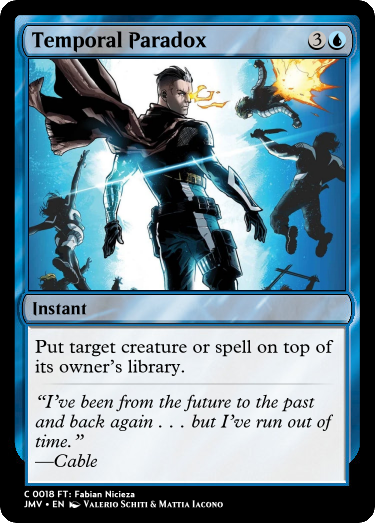 Temporal Paradox 3
Instant
Put target creature or spell on top of
its owner's library.
"I've been from the future to the past
and back again . . . but I've run out of
time."
—Cable
C 0018 FT: Fabian Nicieza
JMV • EN Valerio Schiti & Mattia Iacono